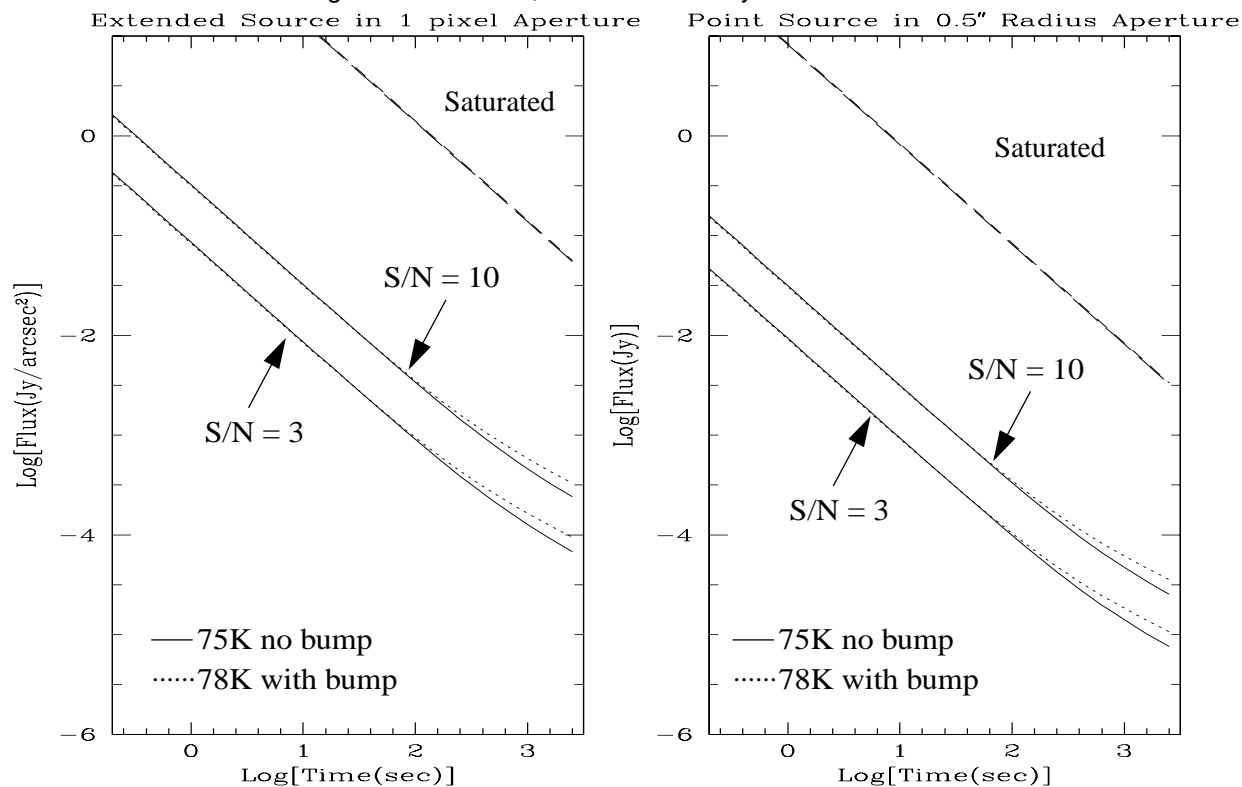 Extended Source in 1 pixel Aperture
Saturated
S/N = 10
S/N = 3
75K no bump
78K with bump
0
−2
−4
−6
0 1 2 3
Log[Time(sec)]
Log[Flux(Jy/arcsec²)]
Point Source in 0.5″ Radius Aperture
Saturated
S/N = 10
S/N = 3
75K no bump
78K with bump
0
−2
−4
−6
0 1 2 3
Log[Time(sec)]
Log[Flux(Jy)]